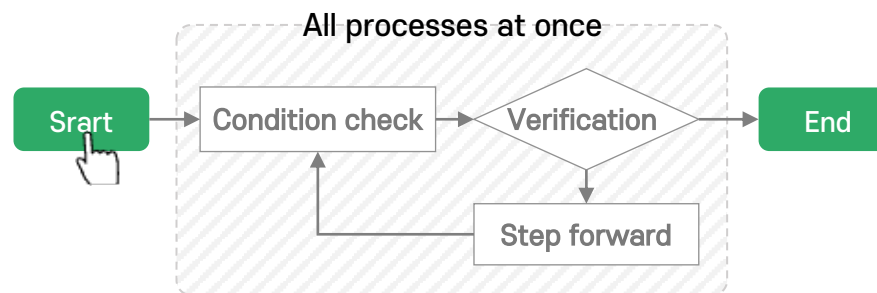 All processes at once
Srart
Condition check
Verification
End
Step forward